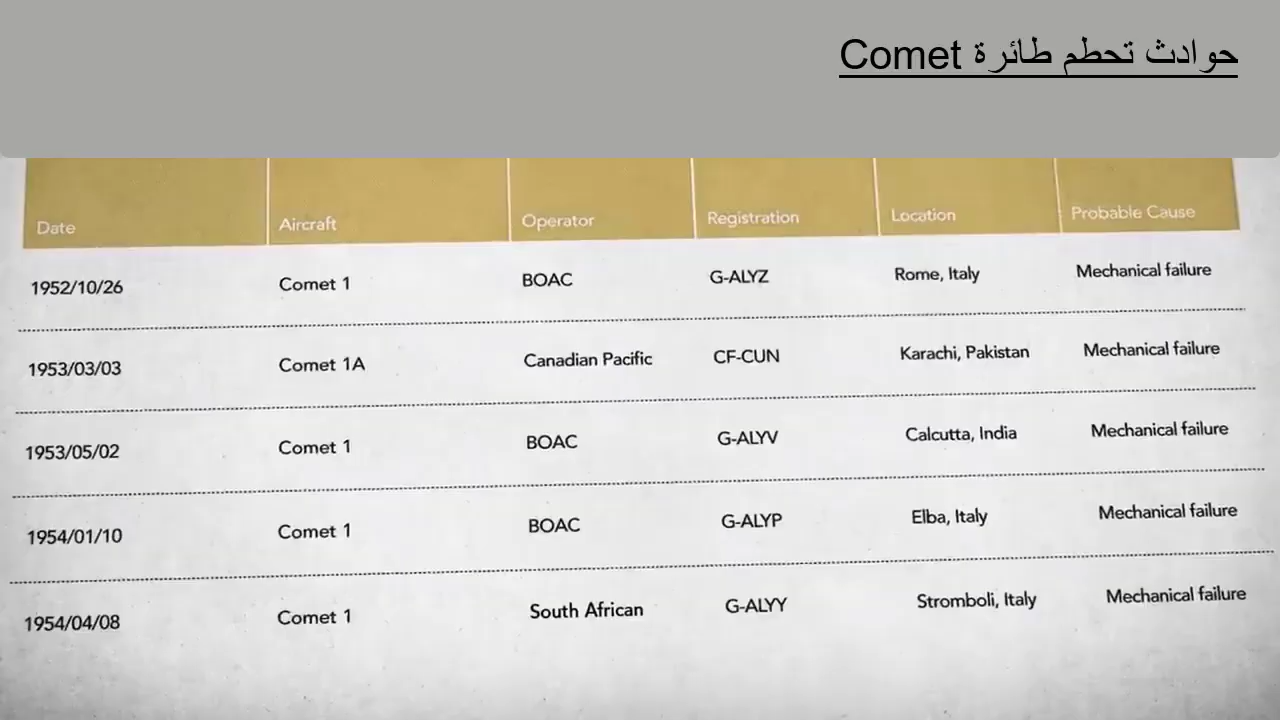 حوادث تحطم طائرة Comet
Date Aircraft Operator Registration Location Probable Cause
1952/10/26 Comet 1 BOAC G-ALYZ Rome, Italy Mechanical failure
1953/03/03 Comet 1A Canadian Pacific CF-CUN Karachi, Pakistan Mechanical failure
1953/05/02 Comet 1 BOAC G-ALYV Calcutta, India Mechanical failure
1954/01/10 Comet 1 BOAC G-ALYP Elba, Italy Mechanical failure
1954/04/08 Comet 1 South African G-ALYY Stromboli, Italy Mechanical failure